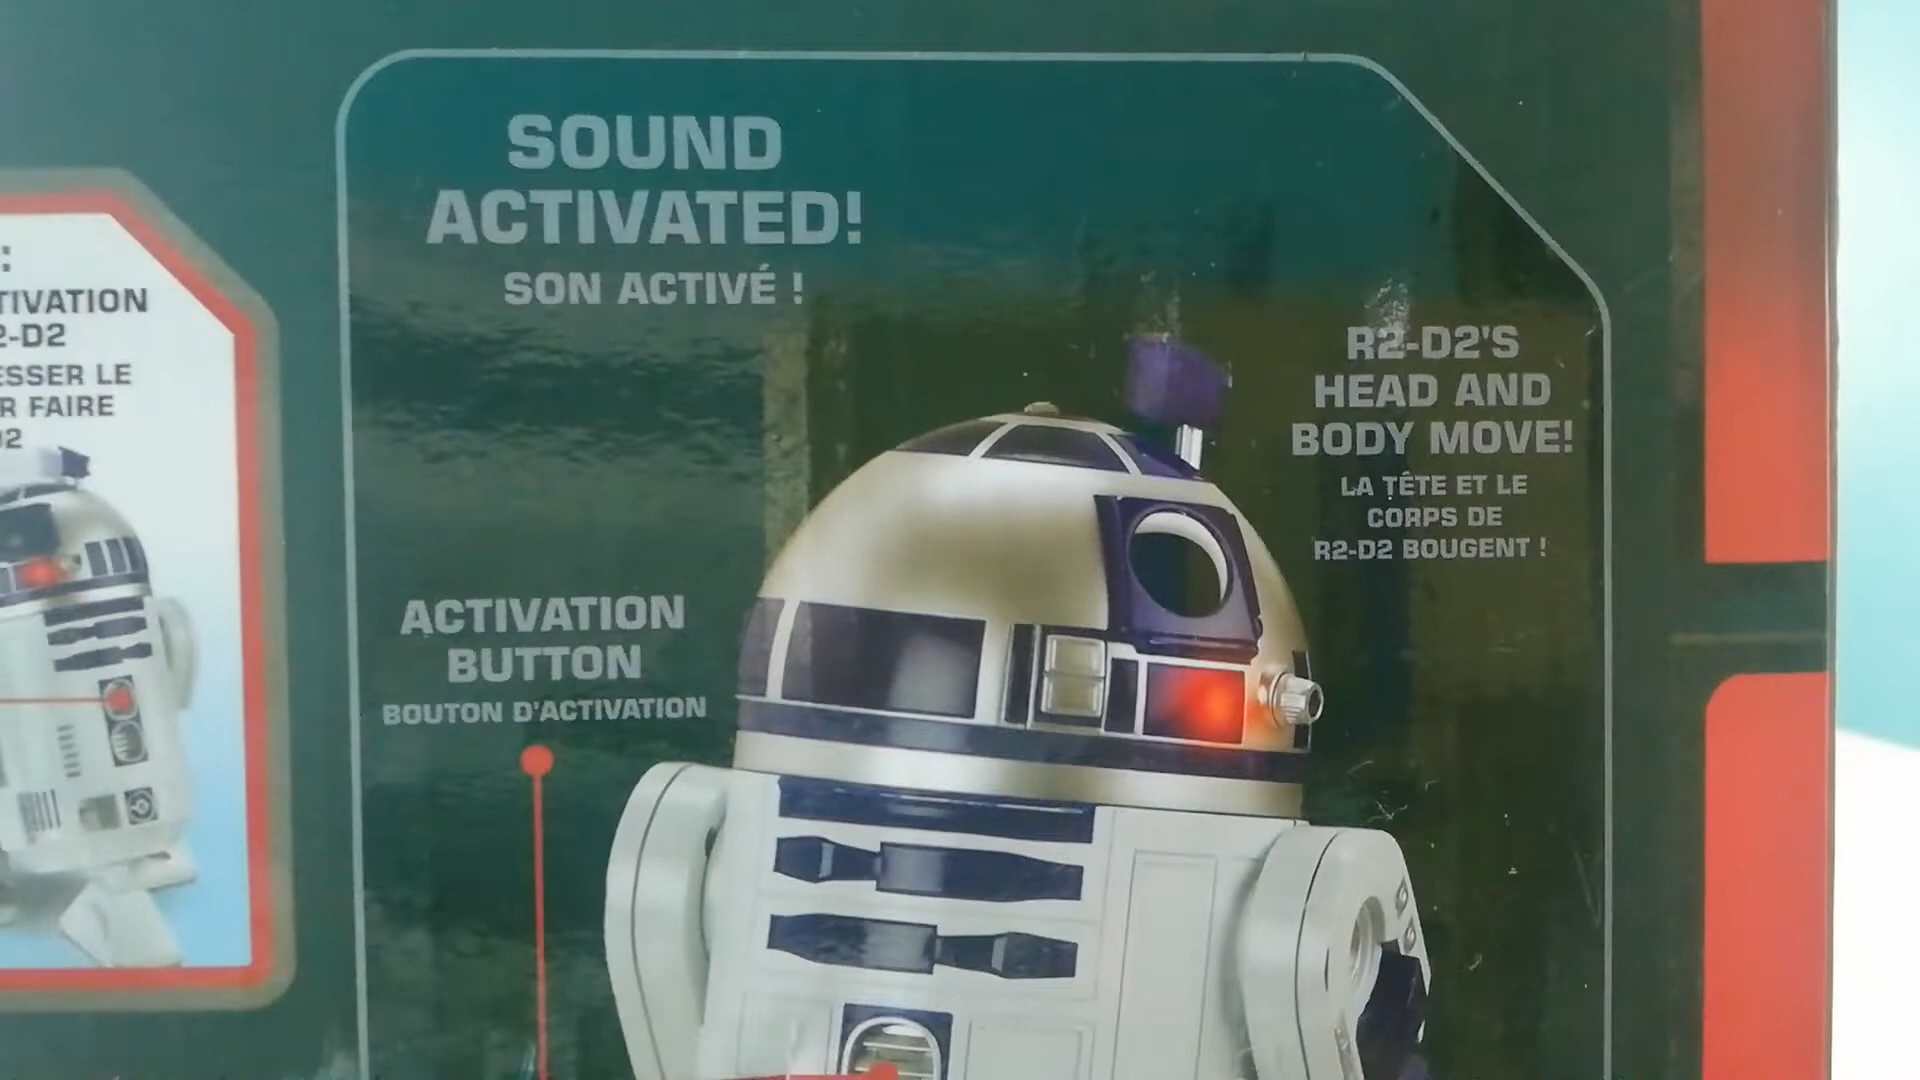 SOUND
ACTIVATED!
SON ACTIVÉ !
R2-D2'S
HEAD AND
BODY MOVE!
LA TÊTE ET LE
CORPS DE
R2-D2 BOUGENT !
ACTIVATION
BUTTON
BOUTON D'ACTIVATION
:
TIVATION
2-D2
ESSER LE
R FAIRE
D2